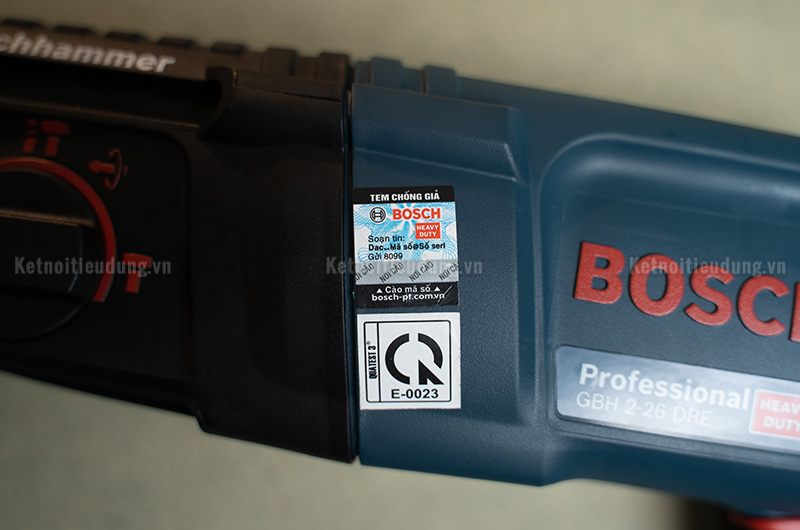 chhammer
TEM CHỐNG GIẢ
BOSCH
HEAVY
DUTY
Soạn tin:
Dac...Mã số@Số seri
Gửi 8099
NƠI CÀO NƠI CÀO NƠI CÀO
▲ Cào mã số ▲
bosch-pt.com.vn
QUATEST 3®
E-0023
BOSCH
Professional
GBH 2-26 DRE
HEAVY
DUTY
Ketnoitieudung.vn Ketnoitieudung.vn Ketnoitieudung.vn